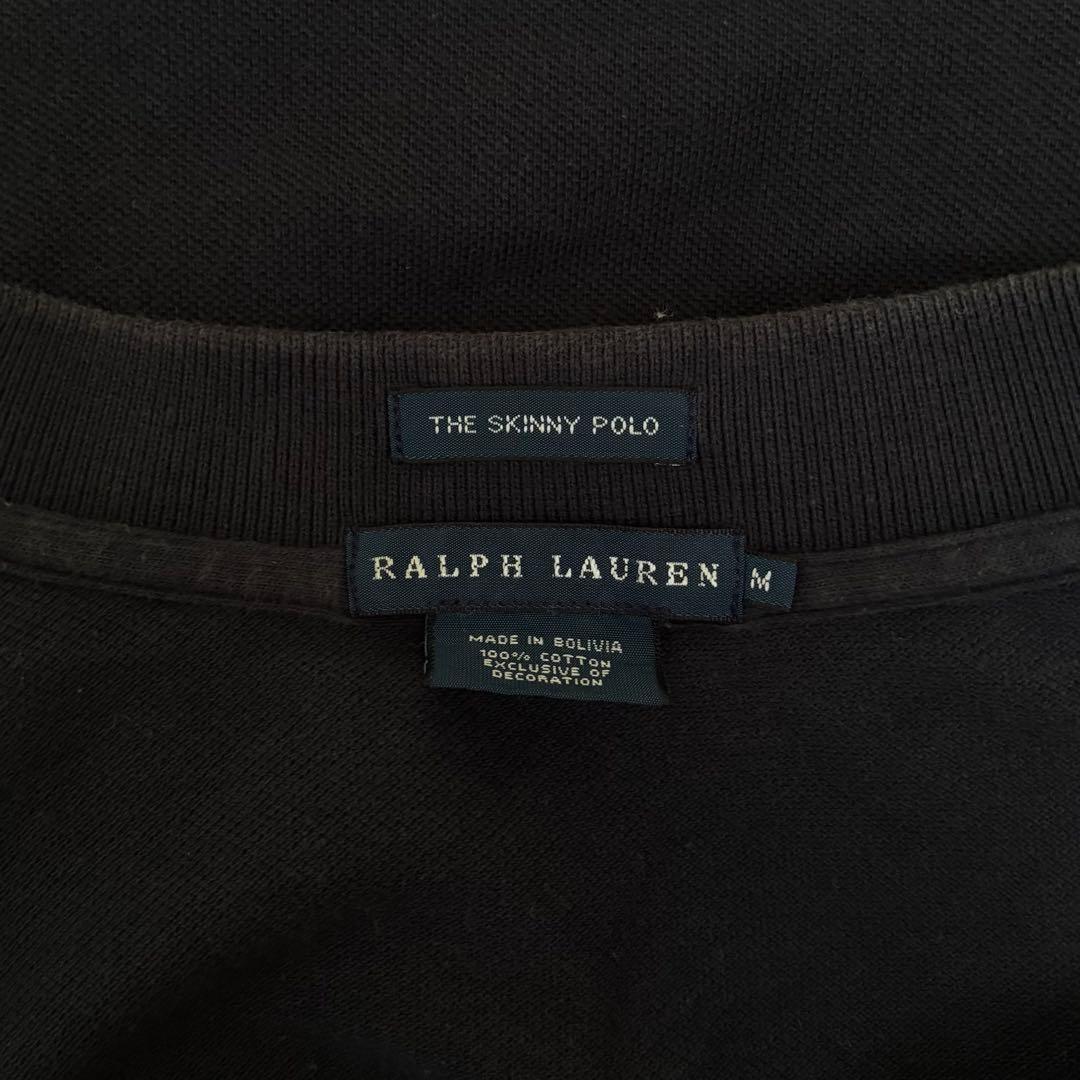 THE SKINNY POLO
RALPH LAUREN
M
MADE IN BOLIVIA
100% COTTON
EXCLUSIVE OF
DECORATION